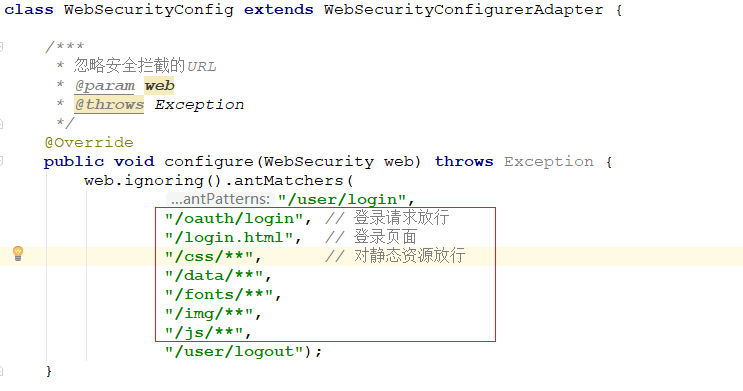 class WebSecurityConfig extends WebSecurityConfigurerAdapter {
/***
* 忽略安全拦截的URL
* @param web
* @throws Exception
*/
@Override
public void configure(WebSecurity web) throws Exception {
web.ignoring().antMatchers(
...antPatterns: "/user/login",
"/oauth/login", // 登录请求放行
"/login.html", // 登录页面
"/css/**", // 对静态资源放行
"/data/**",
"/fonts/**",
"/img/**",
"/js/**",
"/user/logout");
}